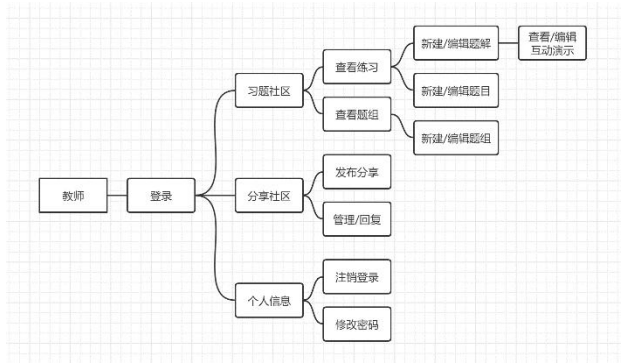 查看/编辑
互动演示
新建/编辑题解
查看练习
习题社区
新建/编辑题目
查看题组
新建/编辑题组
发布分享
教师
登录
分享社区
管理/回复
注销登录
个人信息
修改密码